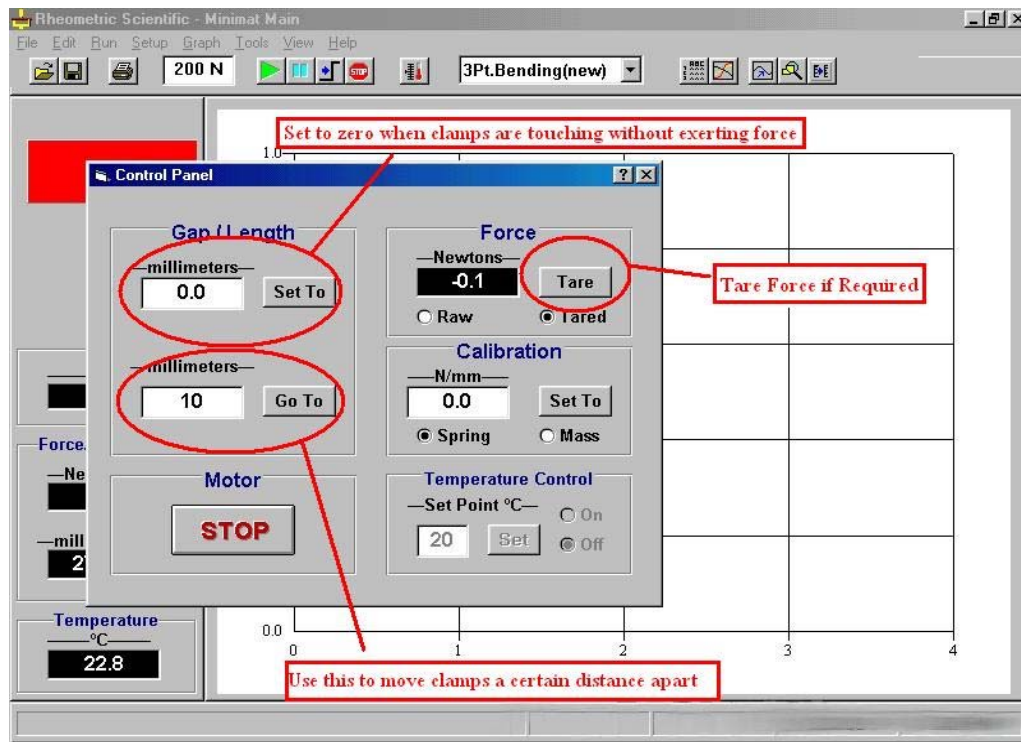 Rheometric Scientific - Minimat Main
File Edit Run Setup Graph Tools View Help
200 N
STOP
3Pt.Bending(new)
ABC
Set to zero when clamps are touching without exerting force
1.0
Control Panel
Gap / Length
millimeters
0.0 Set To
millimeters
10 Go To
Motor
STOP
Force
Newtons
-0.1 Tare
Raw Tared
Tare Force if Required
Calibration
N/mm
0.0 Set To
Spring Mass
Temperature Control
Set Point °C
20 Set
On
Off
Force
Ne
mill
2
Temperature
°C
22.8
0.0
0 1 2 3 4
Use this to move clamps a certain distance apart